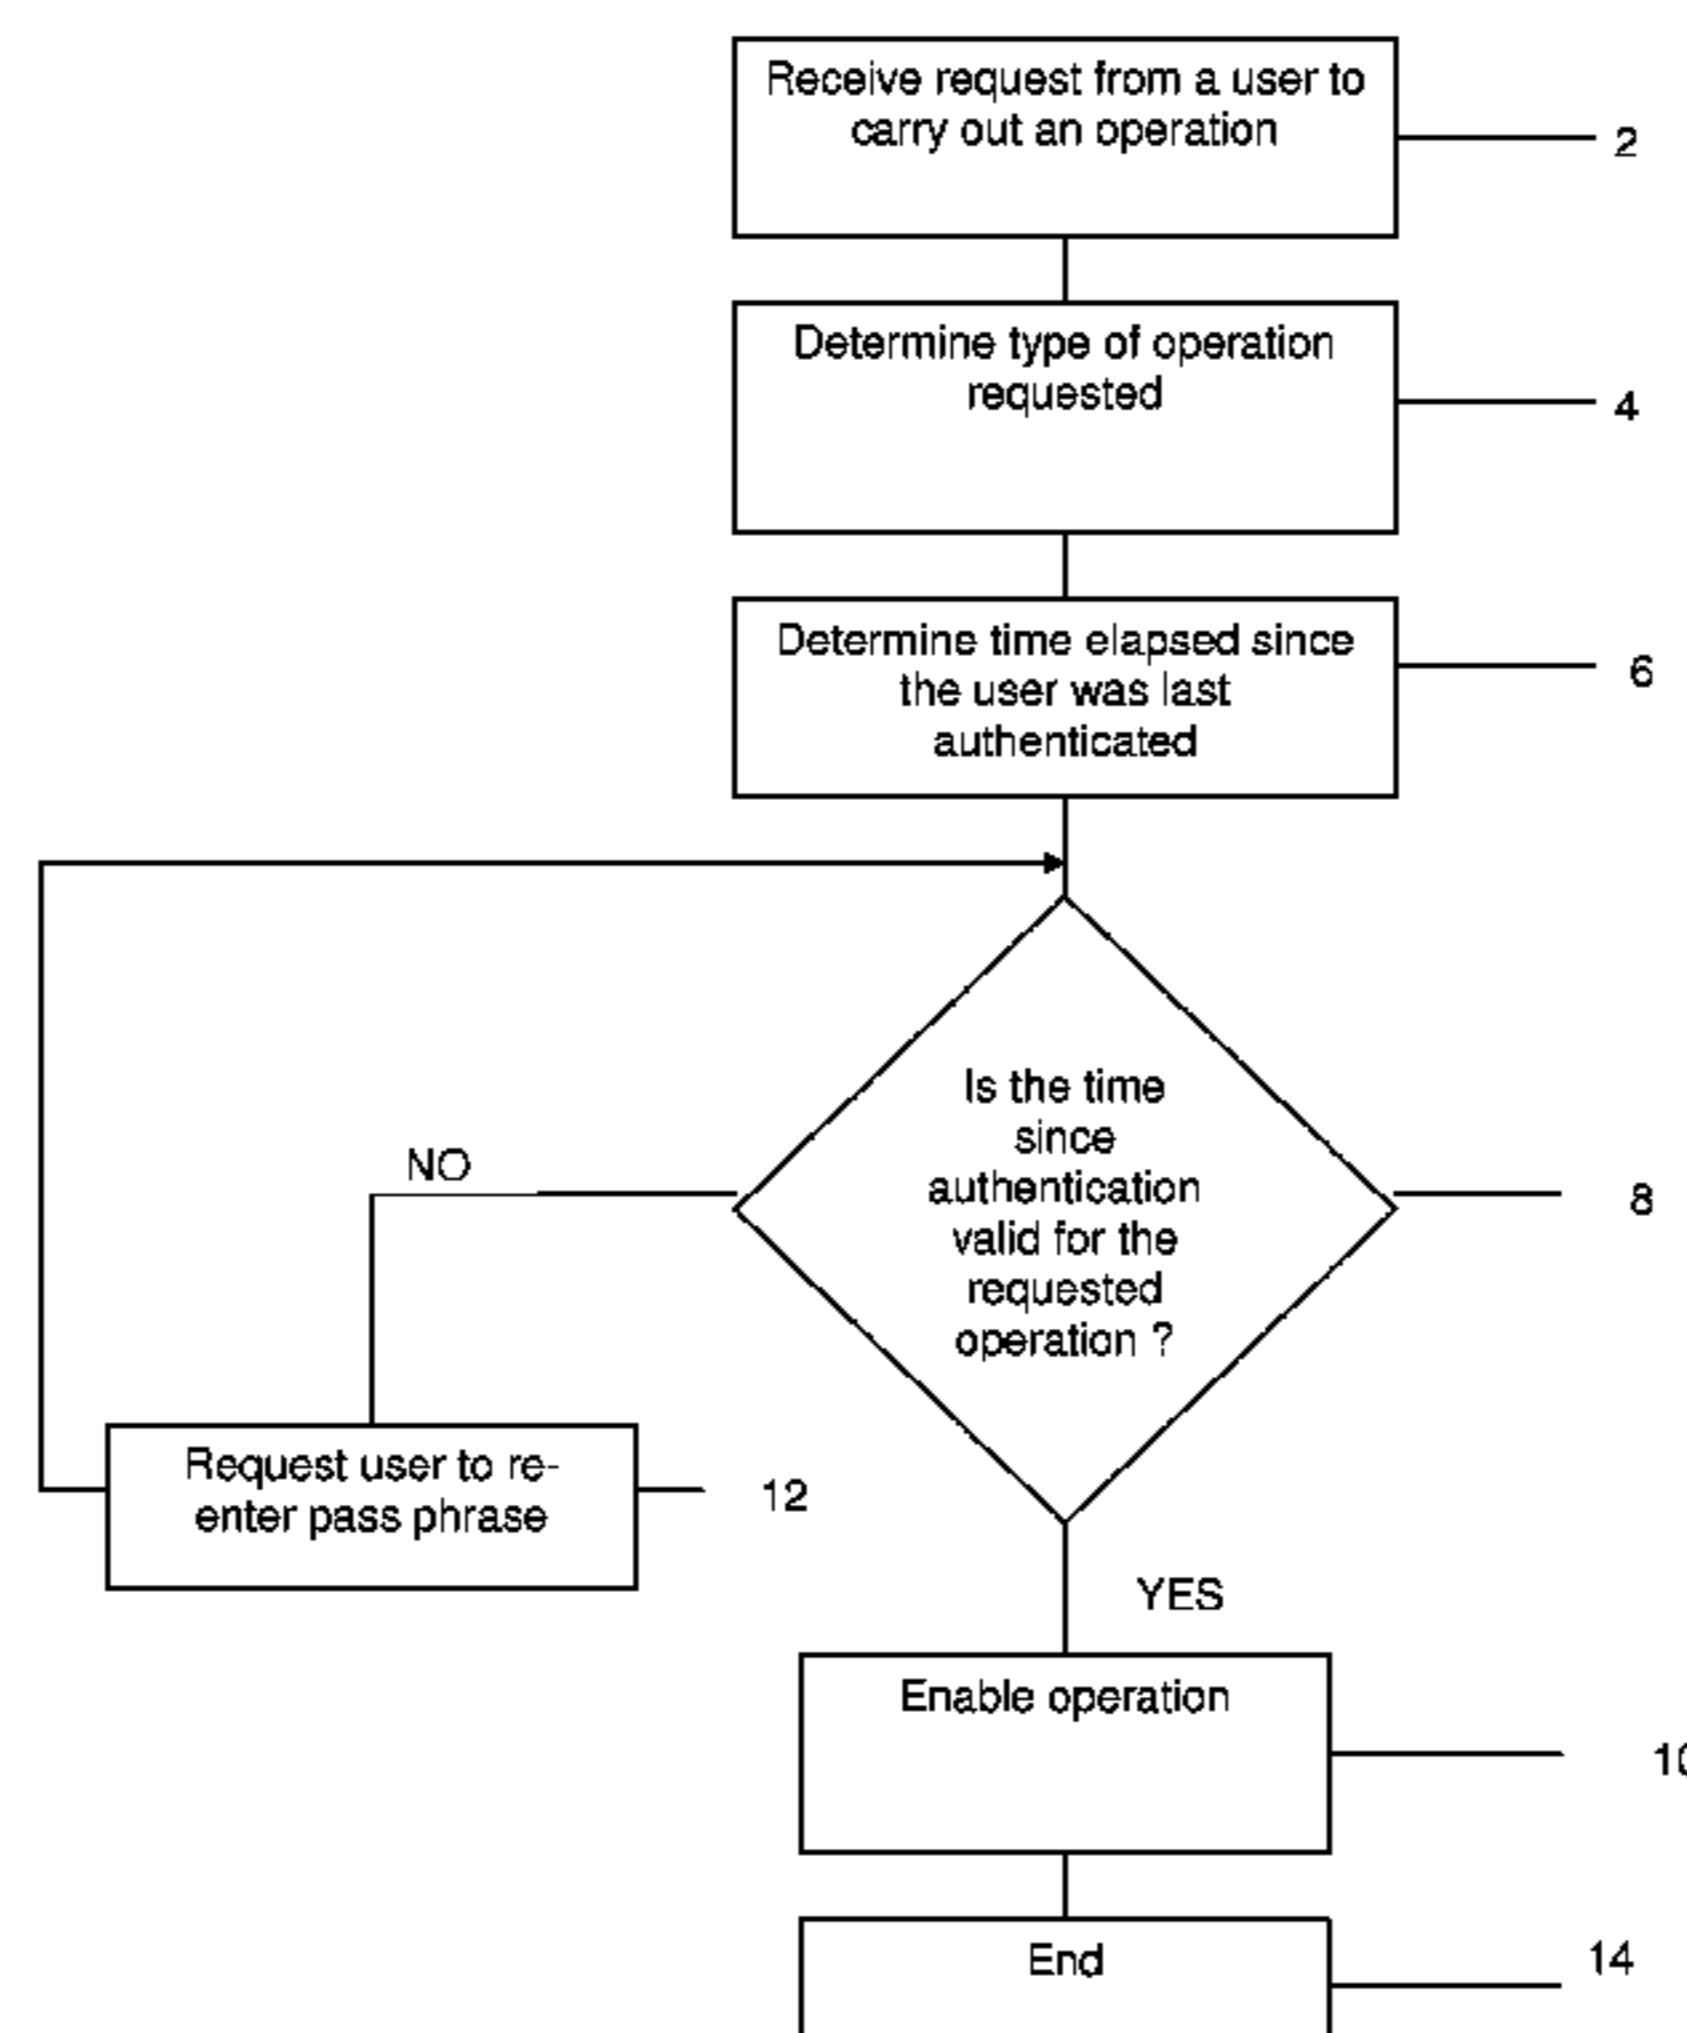 Receive request from a user to
carry out an operation
2
Determine type of operation
requested
4
Determine time elapsed since
the user was last
authenticated
6
Is the time
since
authentication
valid for the
requested
operation ?
8
NO
Request user to re-
enter pass phrase
12
YES
Enable operation
10
End
14